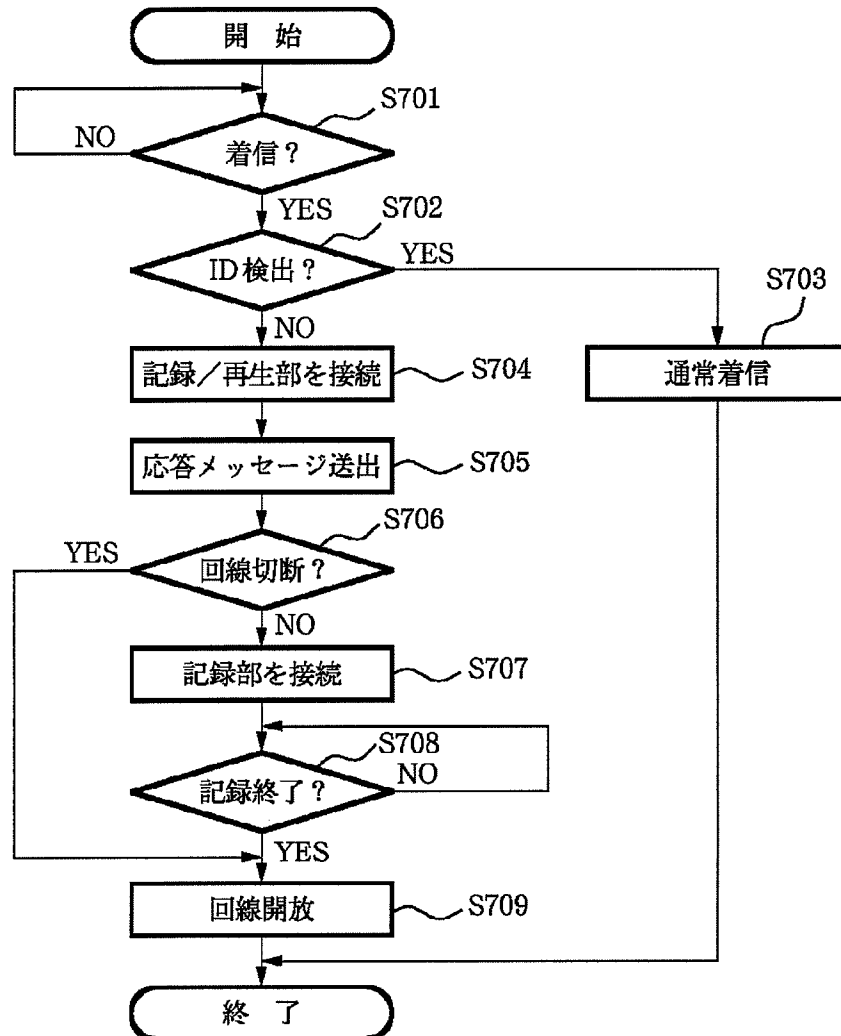 開 始
S701
NO
着信?
YES
S702
ID検出?
YES
S703
NO
記録/再生部を接続
S704
通常着信
応答メッセージ送出
S705
S706
YES
回線切断?
NO
記録部を接続
S707
S708
NO
記録終了?
YES
回線開放
S709
終 了